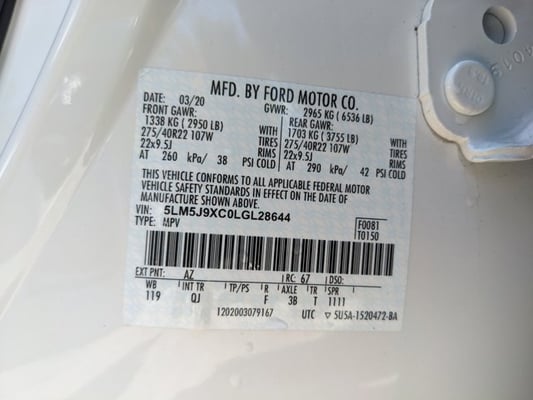 MFD. BY FORD MOTOR CO.
DATE: 03/20 GVWR: 2965 KG ( 6536 LB)
FRONT GAWR: REAR GAWR:
1338 KG ( 2950 LB) WITH 1703 KG ( 3755 LB) WITH
275/40R22 107W TIRES 275/40R22 107W TIRES
22x9.5J RIMS 22x9.5J RIMS
AT 260 kPa/ 38 PSI COLD AT 290 kPa/ 42 PSI COLD
THIS VEHICLE CONFORMS TO ALL APPLICABLE FEDERAL MOTOR
VEHICLE SAFETY STANDARDS IN EFFECT ON THE DATE OF
MANUFACTURE SHOWN ABOVE.
VIN: 5LM5J9XC0LGL28644 F0081
TYPE: MPV T0150
EXT PNT: AZ RC: 67 DSO:
WB INT TR TP/PS R AXLE TR SPR
119 QJ F 3B T 1111
1202003079167 UTC ▽ 5U5A-1520472-BA